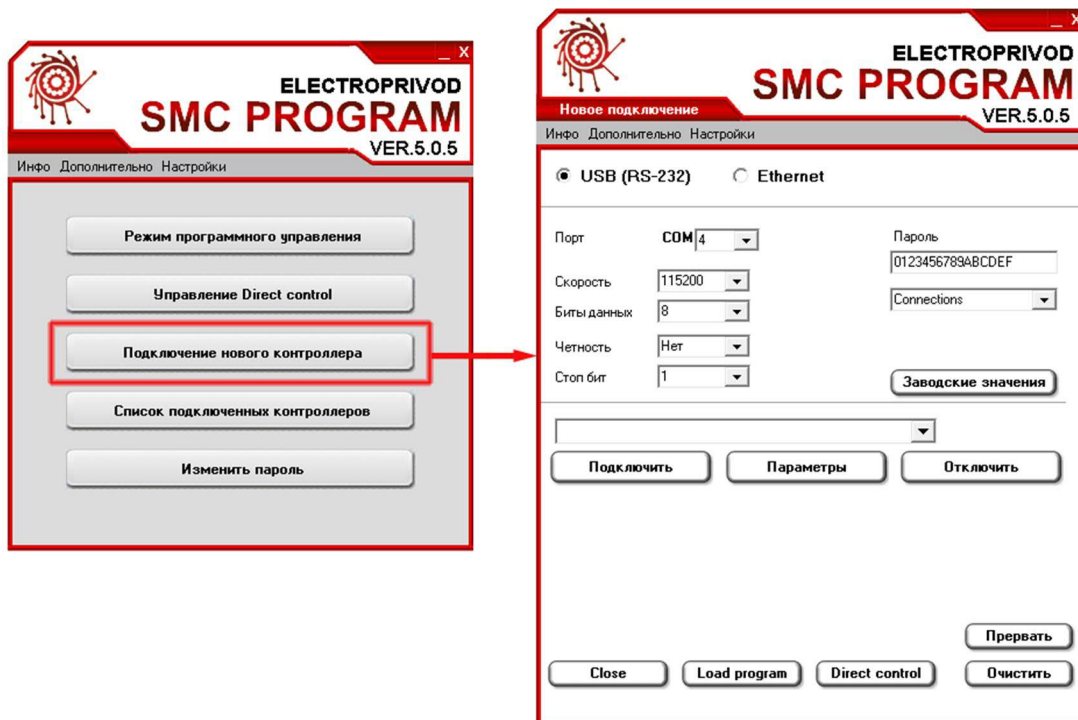 _ X
ELECTROPRIVOD
SMC PROGRAM
VER.5.0.5
Инфо Дополнительно Настройки
Режим программного управления
Управление Direct control
Подключение нового контроллера
Список подключенных контроллеров
Изменить пароль
_ X
ELECTROPRIVOD
SMC PROGRAM
Новое подключение
VER.5.0.5
Инфо Дополнительно Настройки
USB (RS-232) Ethernet
Порт COM 4 Пароль
0123456789ABCDEF
Скорость 115200
Connections
Биты данных 8
Четность Нет
Стоп бит 1
Заводские значения
Подключить Параметры Отключить
Прервать
Close Load program Direct control Очистить